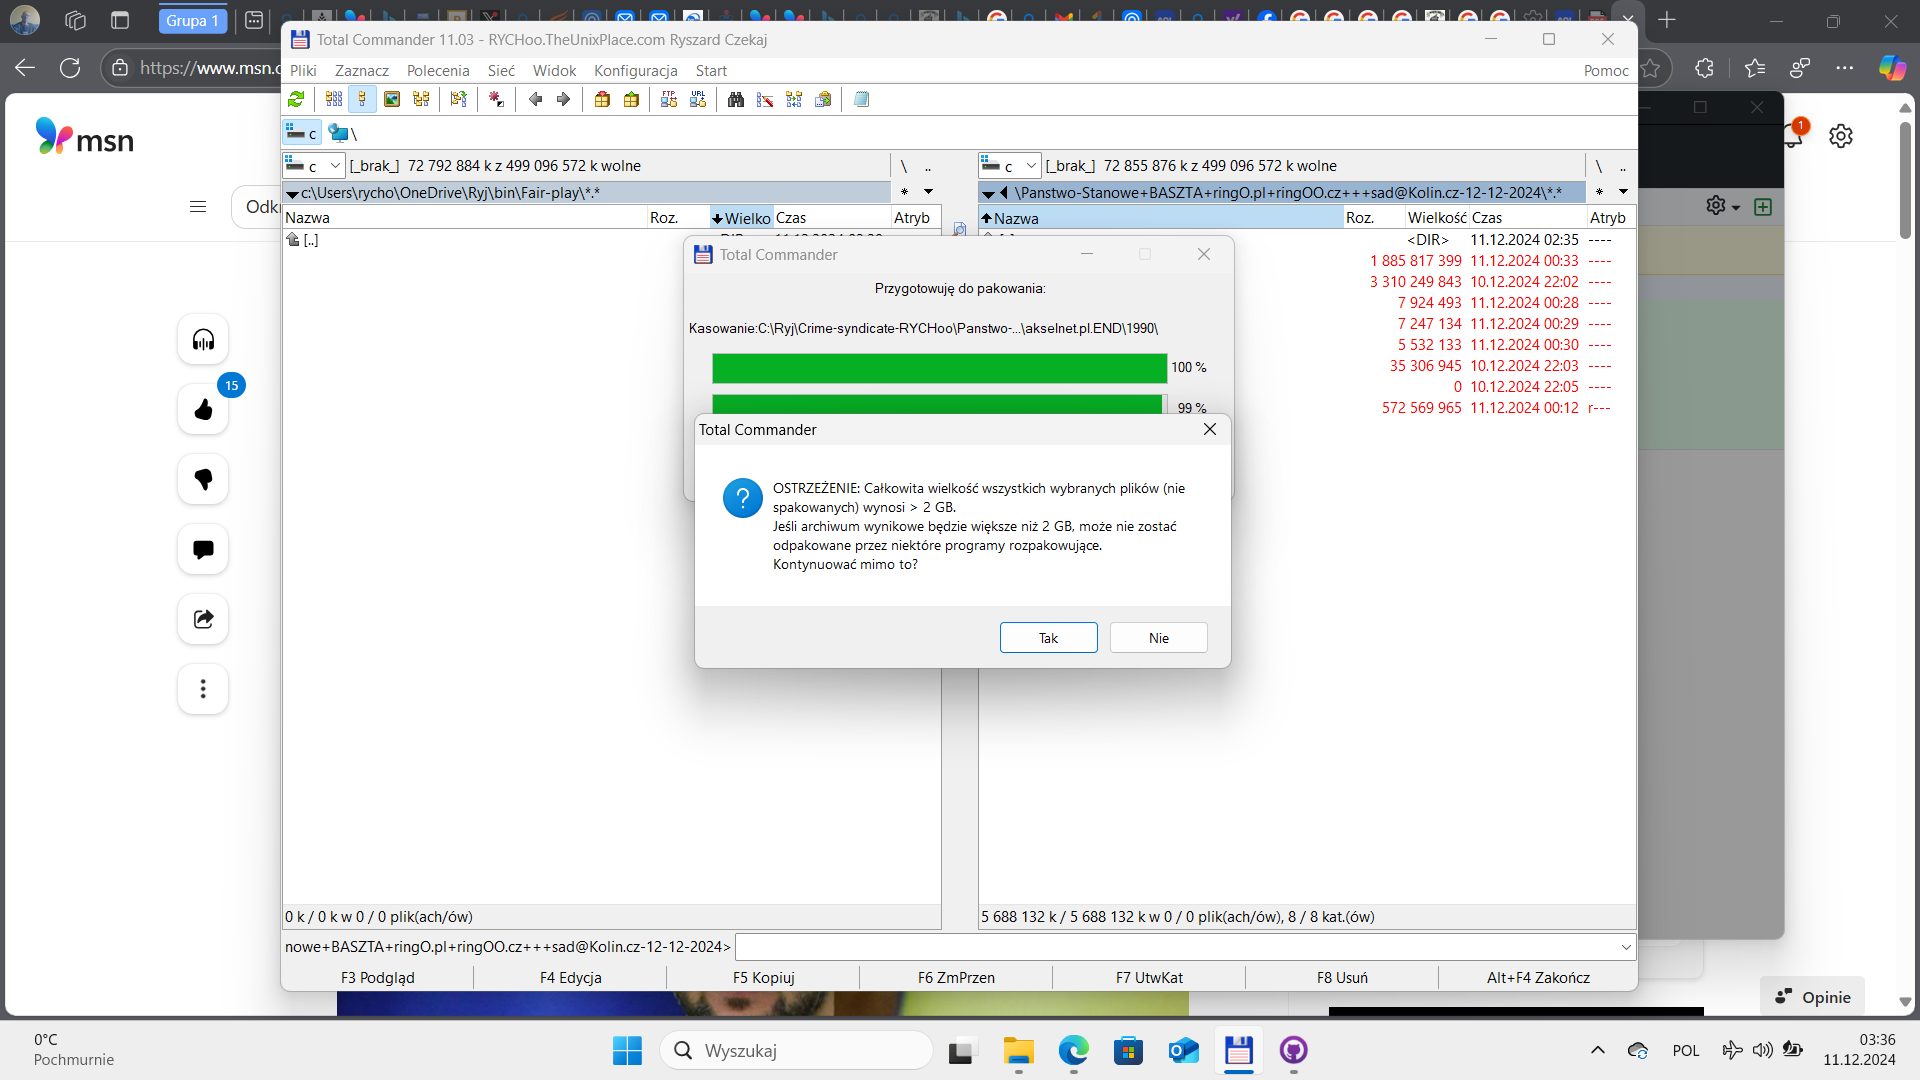 Grupa 1
https://www.msn.c
msn
Odk
15
1
Total Commander 11.03 - RYCHoo.TheUnixPlace.com Ryszard Czekaj
Pliki Zaznacz Polecenia Sieć Widok Konfiguracja Start Pomoc
FTP URL
c \
c [_brak_] 72 792 884 k z 499 096 572 k wolne \ ..
c [_brak_] 72 855 876 k z 499 096 572 k wolne \ ..
c:\Users\rycho\OneDrive\Ryj\bin\Fair-play\*.* *
\Panstwo-Stanowe+BASZTA+ringO.pl+ringOO.cz+++sad@Kolin.cz-12-12-2024\*.* *
Nazwa Roz. Wielko Czas Atryb
Nazwa Roz. Wielkość Czas Atryb
[..]
<DIR> 11.12.2024 02:35 ----
1 885 817 399 11.12.2024 00:33 ----
3 310 249 843 10.12.2024 22:02 ----
7 924 493 11.12.2024 00:28 ----
7 247 134 11.12.2024 00:29 ----
5 532 133 11.12.2024 00:30 ----
35 306 945 10.12.2024 22:03 ----
0 10.12.2024 22:05 ----
572 569 965 11.12.2024 00:12 r---
Total Commander
Przygotowuję do pakowania:
Kasowanie:C:\Ryj\Crime-syndicate-RYCHoo\Panstwo-...\akselnet.pl.END\1990\
100 %
99 %
Total Commander
OSTRZEŻENIE: Całkowita wielkość wszystkich wybranych plików (nie
spakowanych) wynosi > 2 GB.
Jeśli archiwum wynikowe będzie większe niż 2 GB, może nie zostać
odpakowane przez niektóre programy rozpakowujące.
Kontynuować mimo to?
Tak Nie
0 k / 0 k w 0 / 0 plik(ach/ów)
5 688 132 k / 5 688 132 k w 0 / 0 plik(ach/ów), 8 / 8 kat.(ów)
nowe+BASZTA+ringO.pl+ringOO.cz+++sad@Kolin.cz-12-12-2024>
F3 Podgląd F4 Edycja F5 Kopiuj F6 ZmPrzen F7 UtwKat F8 Usuń Alt+F4 Zakończ
Opinie
0°C
Pochmurnie
Wyszukaj
POL
03:36
11.12.2024